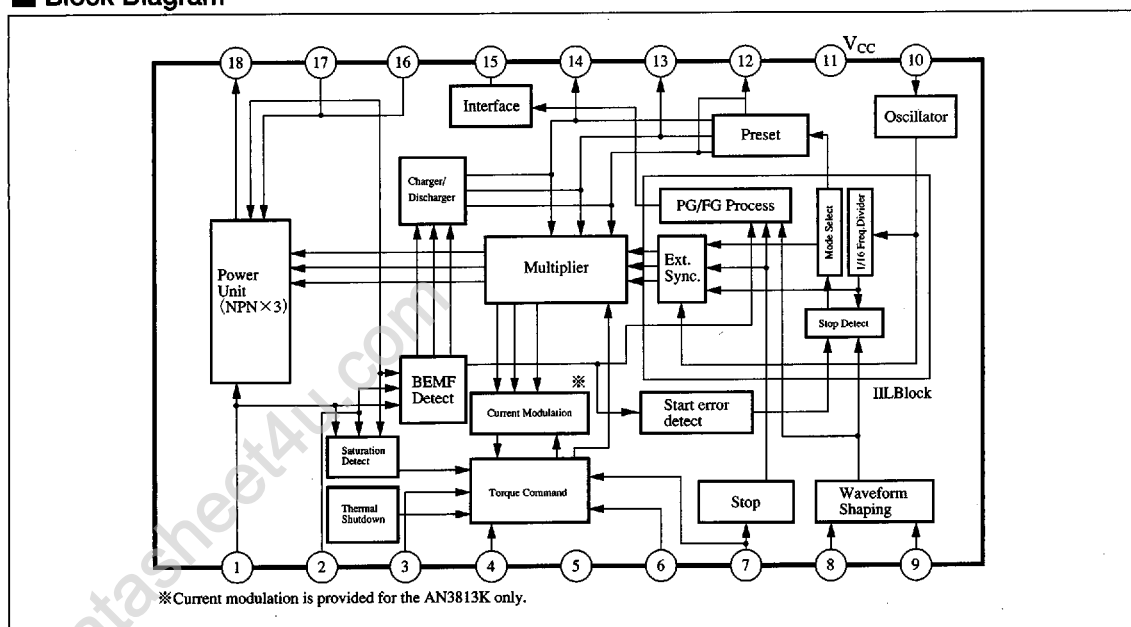 ■ Block Diagram
VCC
18 17 16 15 14 13 12 11 10
Interface
Oscillator
Preset
Charger/
Discharger
PG/FG Process
Mode Select
1/16 Freq.Divider
Multiplier
Ext.
Sync.
Power
Unit
(NPN×3)
Stop Detect
BEMF
Detect
※
IILBlock
Current Modulation
Start error
detect
Saturation
Detect
Torque Command
Thermal
Shutdown
Stop
Waveform
Shaping
1 2 3 4 5 6 7 8 9
※Current modulation is provided for the AN3813K only.
atasheet4u.com